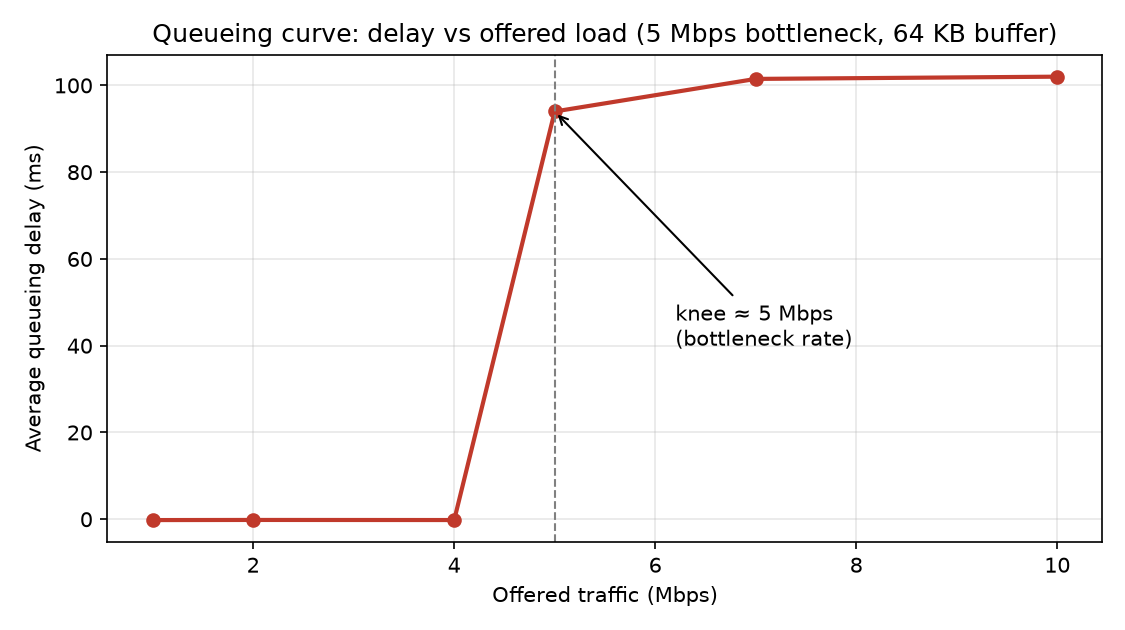 Queueing curve: delay vs offered load (5 Mbps bottleneck, 64 KB buffer)
100
80
60
40
20
0
Average queueing delay (ms)
knee ≈ 5 Mbps
(bottleneck rate)
2
4
6
8
10
Offered traffic (Mbps)